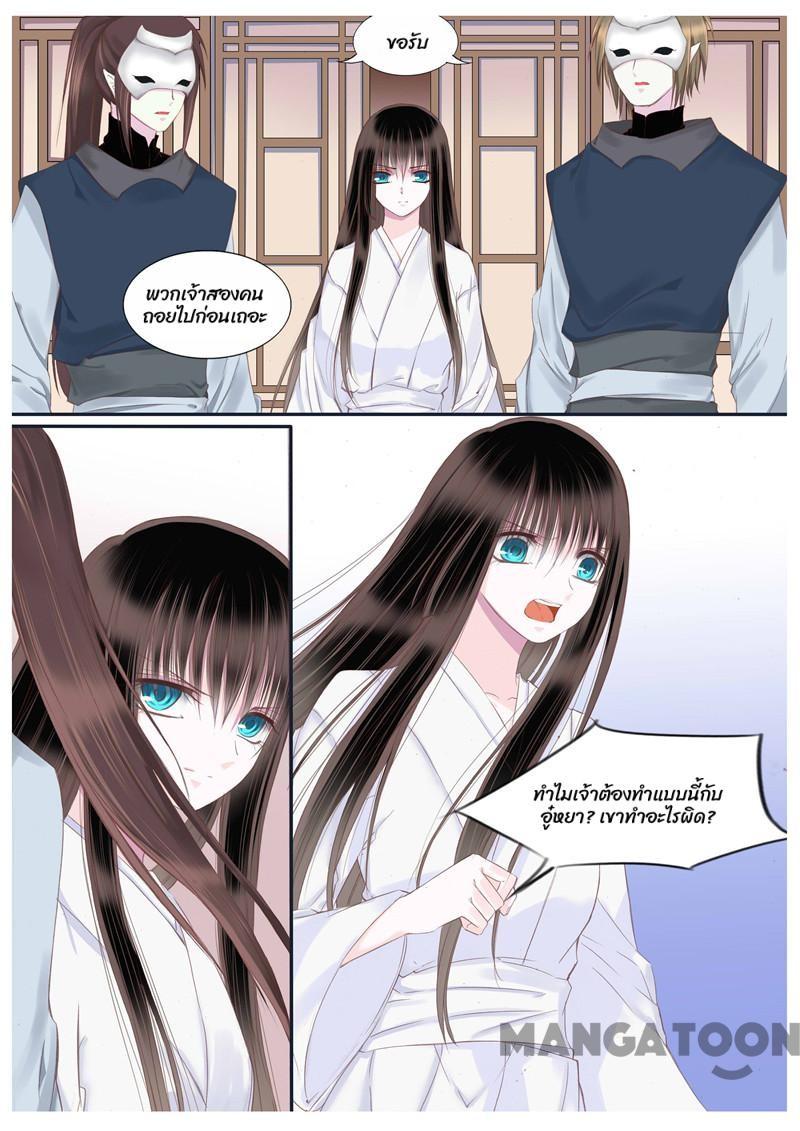 ขอรับ
พวกเจ้าสองคน
ถอยไปก่อนเถอะ
ทำไมเจ้าต้องทำแบบนี้กับ
อู๋หยา? เขาทำอะไรผิด?
MANGATOON